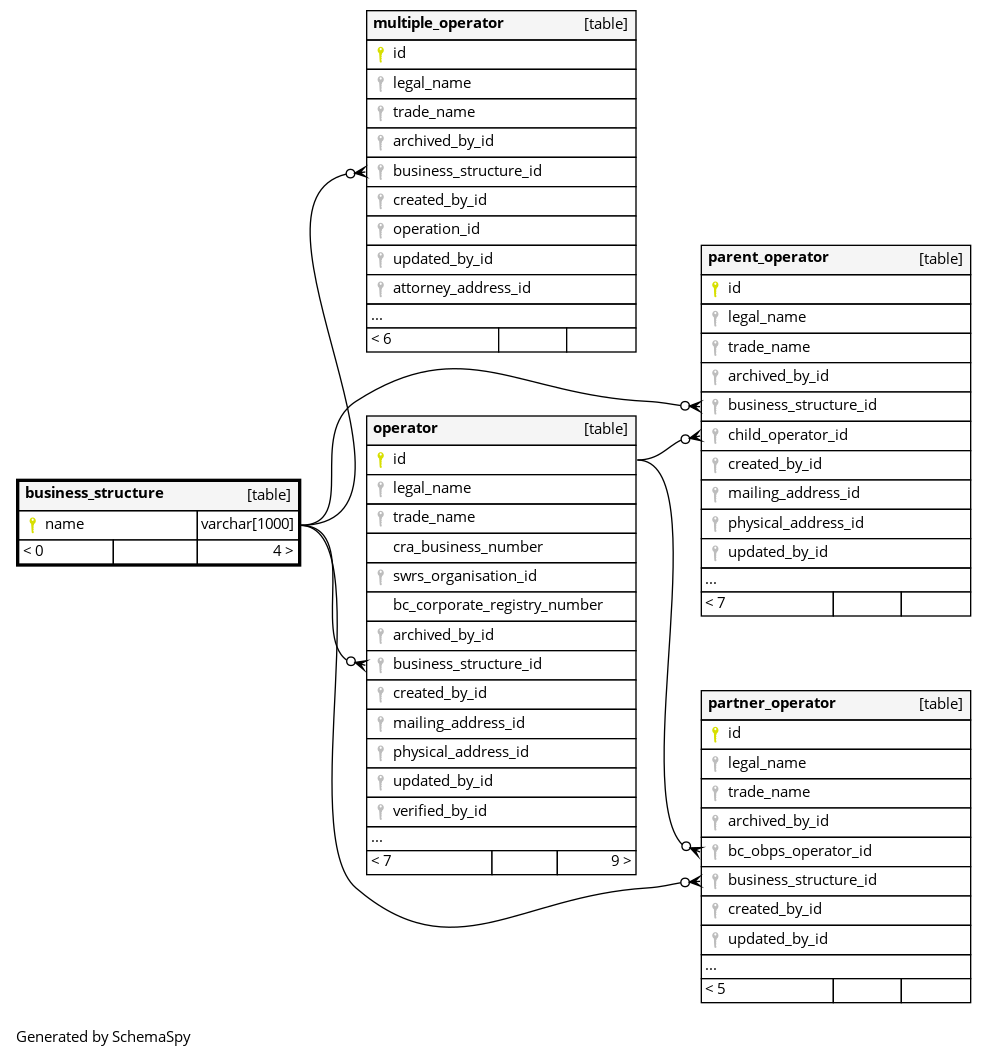 multiple_operator [table]
id
legal_name
trade_name
archived_by_id
business_structure_id
created_by_id
operation_id
updated_by_id
attorney_address_id
...
< 6
parent_operator [table]
id
legal_name
trade_name
archived_by_id
business_structure_id
child_operator_id
created_by_id
mailing_address_id
physical_address_id
updated_by_id
...
< 7
operator [table]
id
legal_name
trade_name
cra_business_number
swrs_organisation_id
bc_corporate_registry_number
archived_by_id
business_structure_id
created_by_id
mailing_address_id
physical_address_id
updated_by_id
verified_by_id
...
< 7 9 >
business_structure [table]
name varchar[1000]
< 0 4 >
partner_operator [table]
id
legal_name
trade_name
archived_by_id
bc_obps_operator_id
business_structure_id
created_by_id
updated_by_id
...
< 5
Generated by SchemaSpy